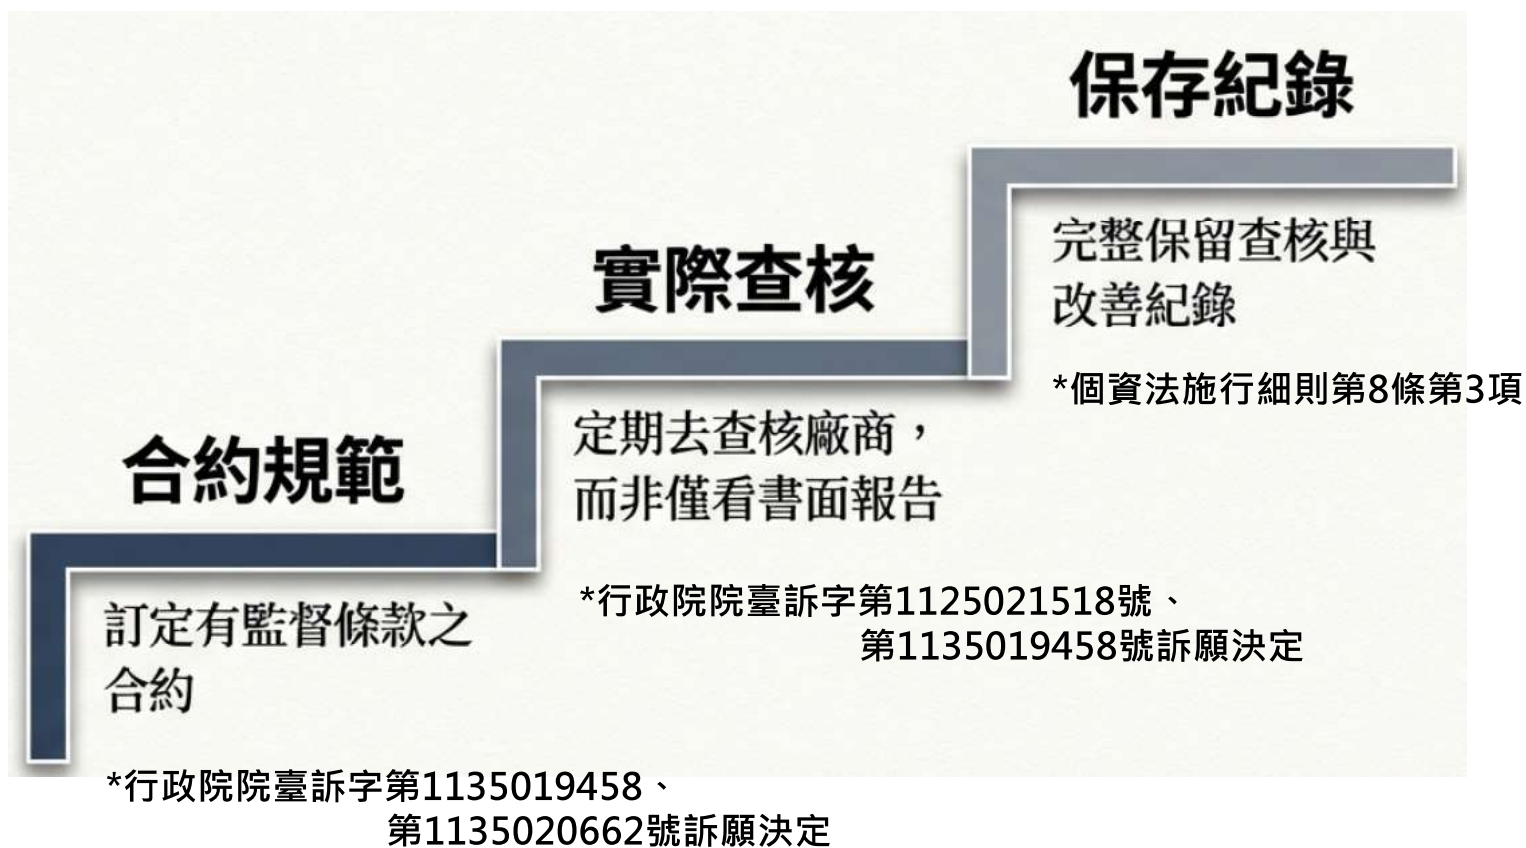 保存紀錄
完整保留查核與
改善紀錄
*個資法施行細則第8條第3項
實際查核
定期去查核廠商，
而非僅看書面報告
*行政院院臺訴字第1125021518號、
第1135019458號訴願決定
合約規範
訂定有監督條款之
合約
*行政院院臺訴字第1135019458、
第1135020662號訴願決定